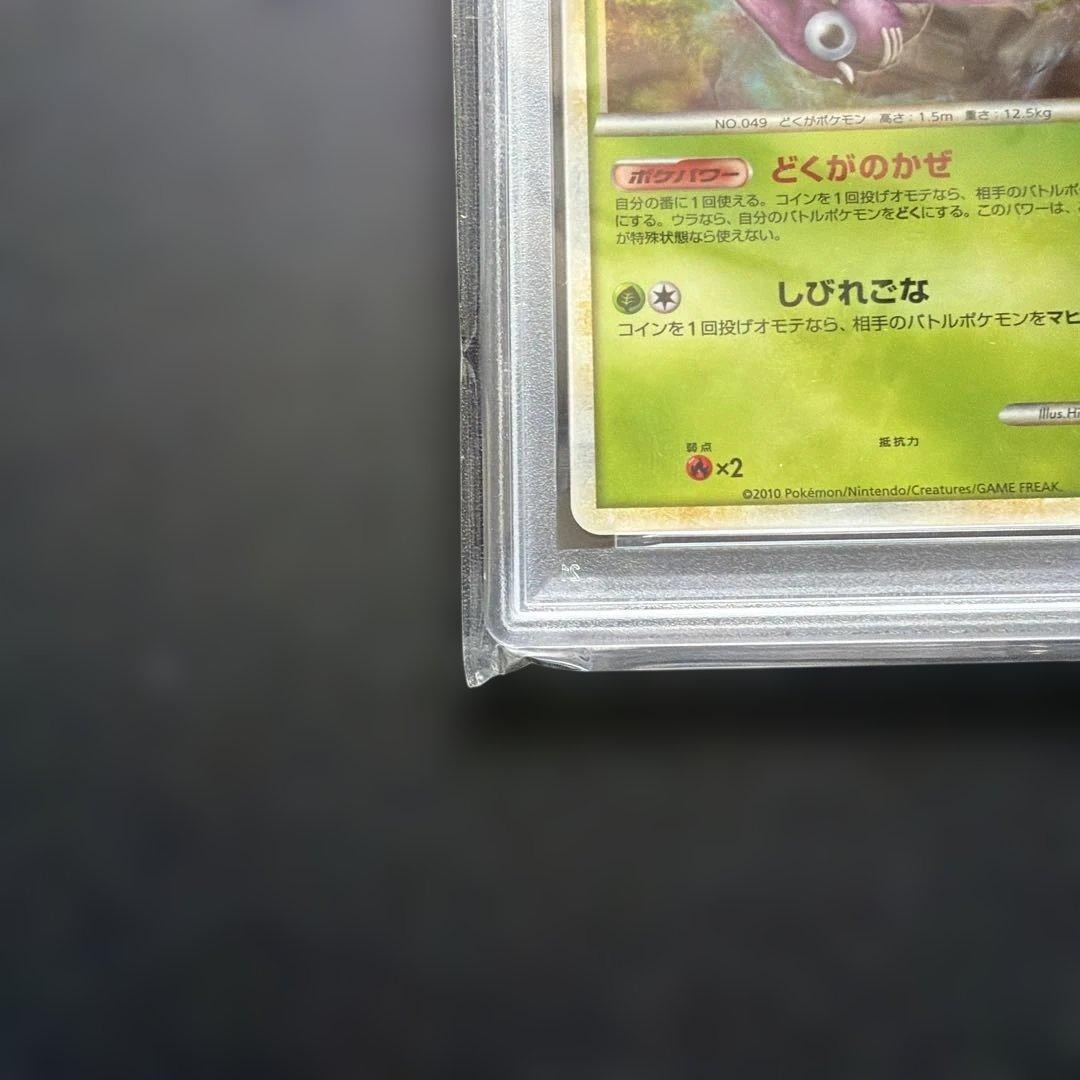 NO.049 どくがポケモン 高さ:1.5m 重さ:12.5kg
ポケパワー どくがのかぜ
自分の番に1回使える。コインを1回投げオモテなら、相手のバトルポ
にする。ウラなら、自分のバトルポケモンをどくにする。このパワーは、
が特殊状態なら使えない。
しびれごな
コインを1回投げオモテなら、相手のバトルポケモンをマヒ
Illus.Hi
弱点 抵抗力
×2
©2010 Pokémon/Nintendo/Creatures/GAME FREAK.